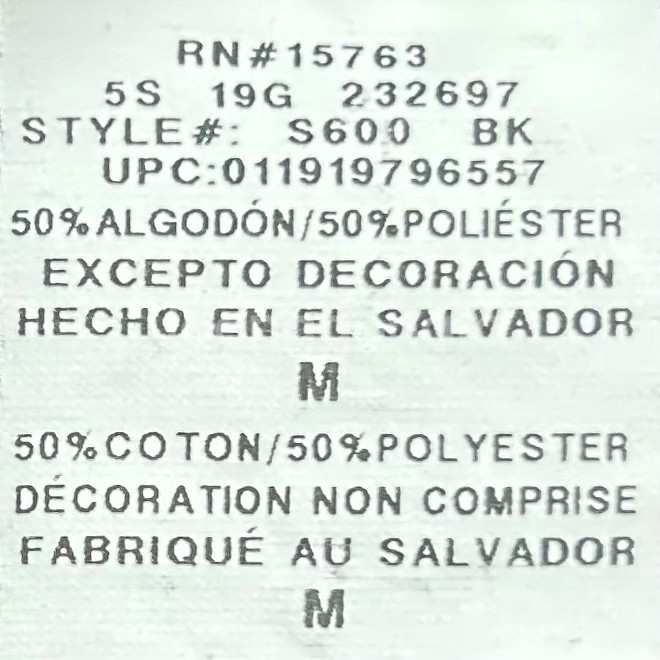 RN#15763
5S 19G 232697
STYLE#: S600 BK
UPC:011919796557
50%ALGODÓN/50%POLIÉSTER
EXCEPTO DECORACIÓN
HECHO EN EL SALVADOR
M
50%COTON/50%POLYESTER
DÉCORATION NON COMPRISE
FABRIQUÉ AU SALVADOR
M